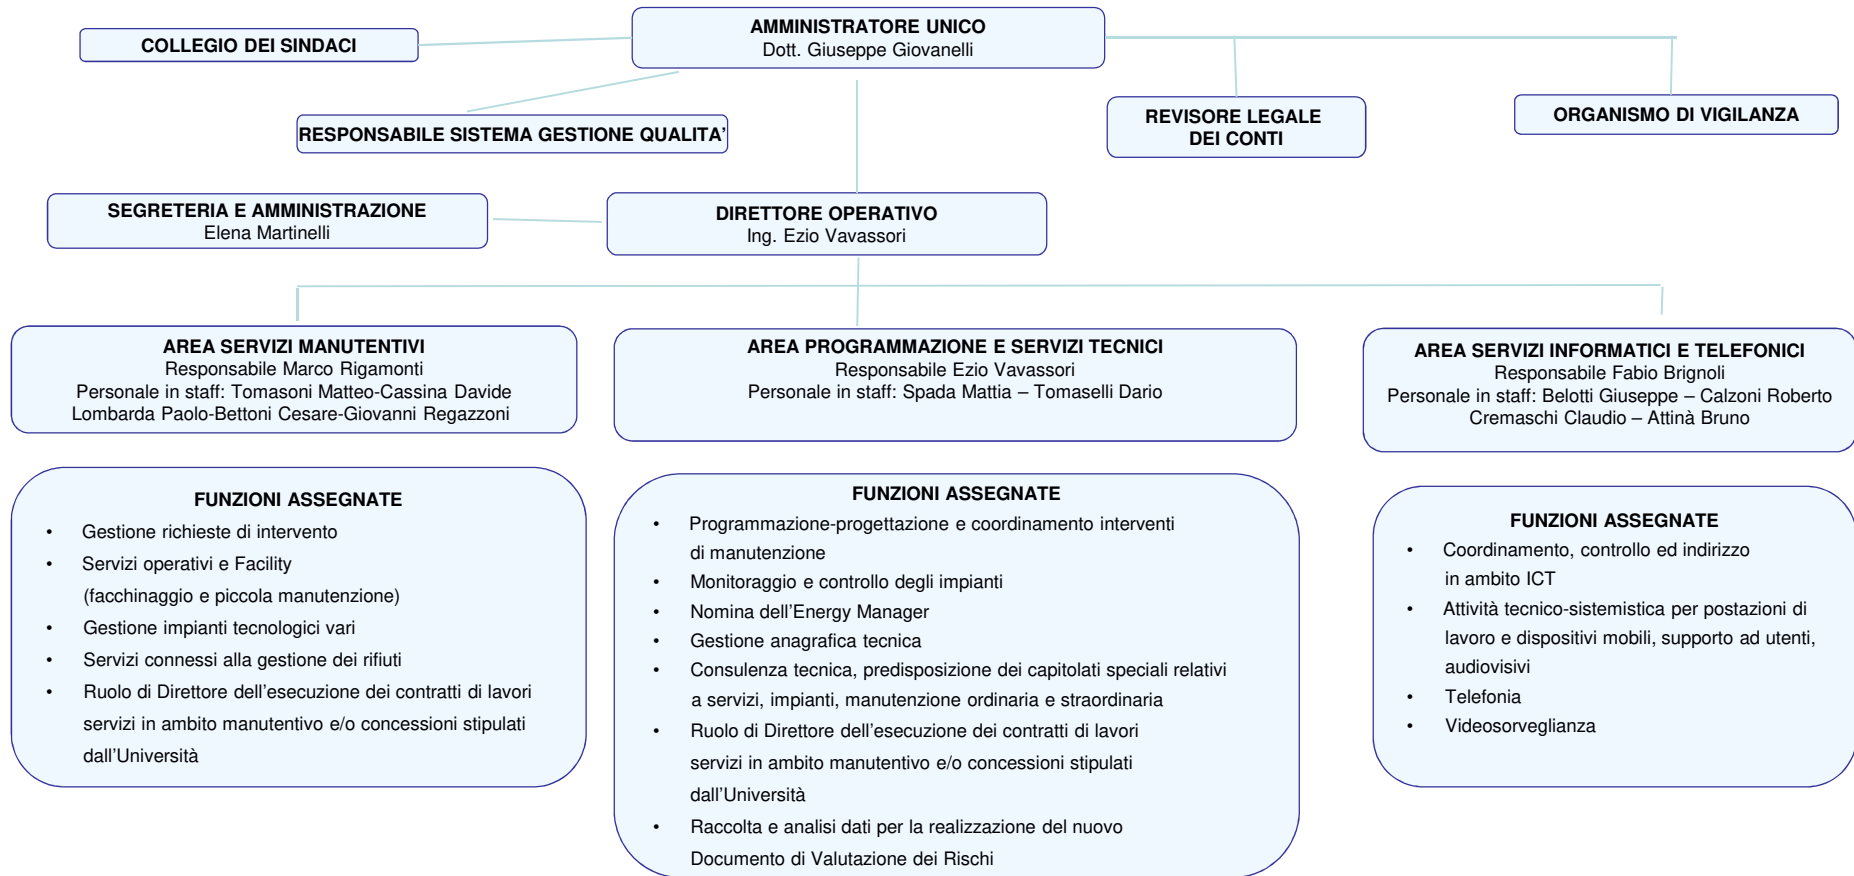 AMMINISTRATORE UNICO
Dott. Giuseppe Giovanelli
COLLEGIO DEI SINDACI
RESPONSABILE SISTEMA GESTIONE QUALITA’
REVISORE LEGALE
DEI CONTI
ORGANISMO DI VIGILANZA
SEGRETERIA E AMMINISTRAZIONE
Elena Martinelli
DIRETTORE OPERATIVO
Ing. Ezio Vavassori
AREA SERVIZI MANUTENTIVI
Responsabile Marco Rigamonti
Personale in staff: Tomasoni Matteo-Cassina Davide
Lombarda Paolo-Bettoni Cesare-Giovanni Regazzoni
AREA PROGRAMMAZIONE E SERVIZI TECNICI
Responsabile Ezio Vavassori
Personale in staff: Spada Mattia – Tomaselli Dario
AREA SERVIZI INFORMATICI E TELEFONICI
Responsabile Fabio Brignoli
Personale in staff: Belotti Giuseppe – Calzoni Roberto
Cremaschi Claudio – Attinà Bruno
FUNZIONI ASSEGNATE
• Gestione richieste di intervento
• Servizi operativi e Facility
(facchinaggio e piccola manutenzione)
• Gestione impianti tecnologici vari
• Servizi connessi alla gestione dei rifiuti
• Ruolo di Direttore dell’esecuzione dei contratti di lavori
servizi in ambito manutentivo e/o concessioni stipulati
dall’Università
FUNZIONI ASSEGNATE
• Programmazione-progettazione e coordinamento interventi
di manutenzione
• Monitoraggio e controllo degli impianti
• Nomina dell’Energy Manager
• Gestione anagrafica tecnica
• Consulenza tecnica, predisposizione dei capitolati speciali relativi
a servizi, impianti, manutenzione ordinaria e straordinaria
• Ruolo di Direttore dell’esecuzione dei contratti di lavori
servizi in ambito manutentivo e/o concessioni stipulati
dall’Università
• Raccolta e analisi dati per la realizzazione del nuovo
Documento di Valutazione dei Rischi
FUNZIONI ASSEGNATE
• Coordinamento, controllo ed indirizzo
in ambito ICT
• Attività tecnico-sistemistica per postazioni di
lavoro e dispositivi mobili, supporto ad utenti,
audiovisivi
• Telefonia
• Videosorveglianza